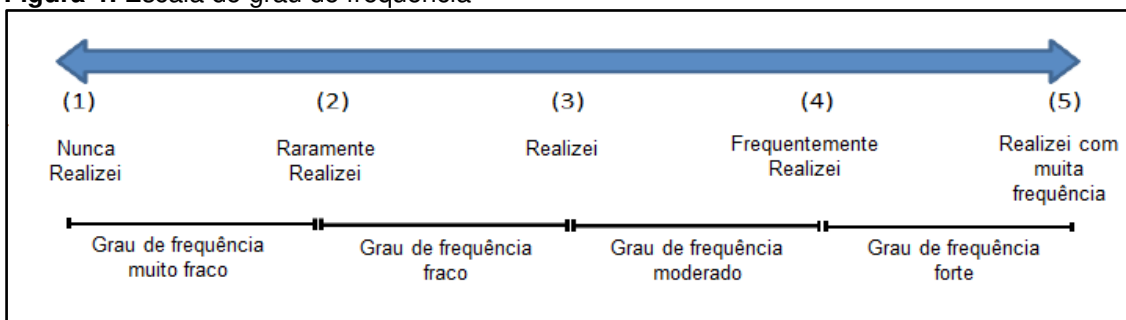 Figura 4. Escala do grau de frequência
(1) (2) (3) (4) (5)
Nunca Realizei
Raramente Realizei
Realizei
Frequentemente Realizei
Realizei com muita frequência
Grau de frequência muito fraco
Grau de frequência fraco
Grau de frequência moderado
Grau de frequência forte